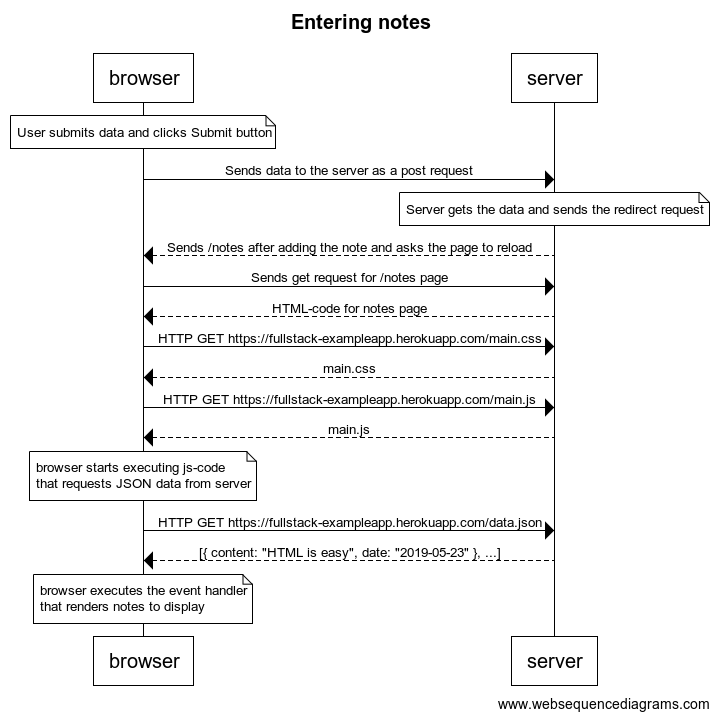 Entering notes
browser
server
User submits data and clicks Submit button
Sends data to the server as a post request
Server gets the data and sends the redirect request
Sends /notes after adding the note and asks the page to reload
Sends get request for /notes page
HTML-code for notes page
HTTP GET https://fullstack-exampleapp.herokuapp.com/main.css
main.css
HTTP GET https://fullstack-exampleapp.herokuapp.com/main.js
main.js
browser starts executing js-code
that requests JSON data from server
HTTP GET https://fullstack-exampleapp.herokuapp.com/data.json
[{ content: "HTML is easy", date: "2019-05-23" }, ...]
browser executes the event handler
that renders notes to display
browser
server
www.websequencediagrams.com